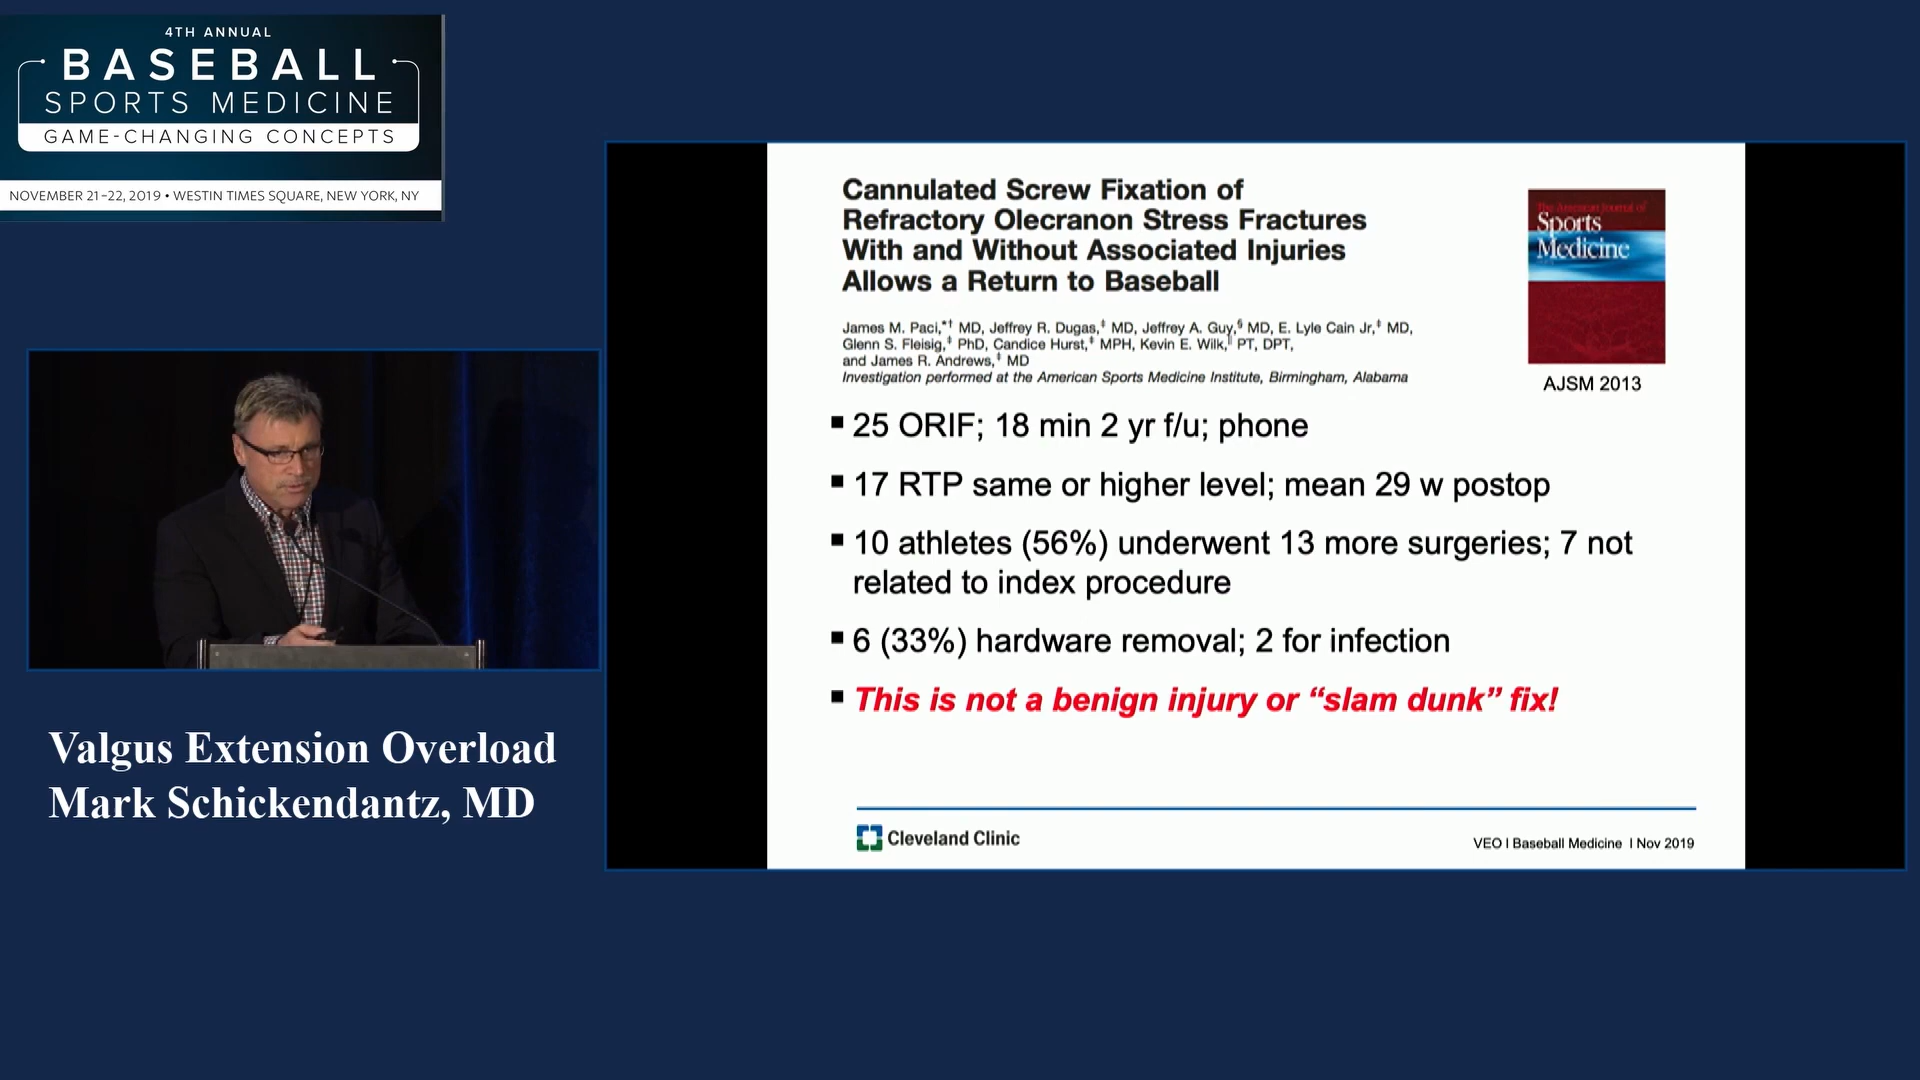 4TH ANNUAL
BASEBALL
SPORTS MEDICINE
GAME-CHANGING CONCEPTS
NOVEMBER 21-22, 2019 • WESTIN TIMES SQUARE, NEW YORK, NY
Cannulated Screw Fixation of
Refractory Olecranon Stress Fractures
With and Without Associated Injuries
Allows a Return to Baseball
James M. Paci,*† MD, Jeffrey R. Dugas,‡ MD, Jeffrey A. Guy,§ MD, E. Lyle Cain Jr,‡ MD,
Glenn S. Fleisig,‡ PhD, Candice Hurst,‡ MPH, Kevin E. Wilk,‖ PT, DPT,
and James R. Andrews,‡ MD
Investigation performed at the American Sports Medicine Institute, Birmingham, Alabama
The American Journal of
Sports
Medicine
AJSM 2013
▪ 25 ORIF; 18 min 2 yr f/u; phone
▪ 17 RTP same or higher level; mean 29 w postop
▪ 10 athletes (56%) underwent 13 more surgeries; 7 not
related to index procedure
▪ 6 (33%) hardware removal; 2 for infection
▪ This is not a benign injury or “slam dunk” fix!
Cleveland Clinic
VEO I Baseball Medicine I Nov 2019
Valgus Extension Overload
Mark Schickendantz, MD